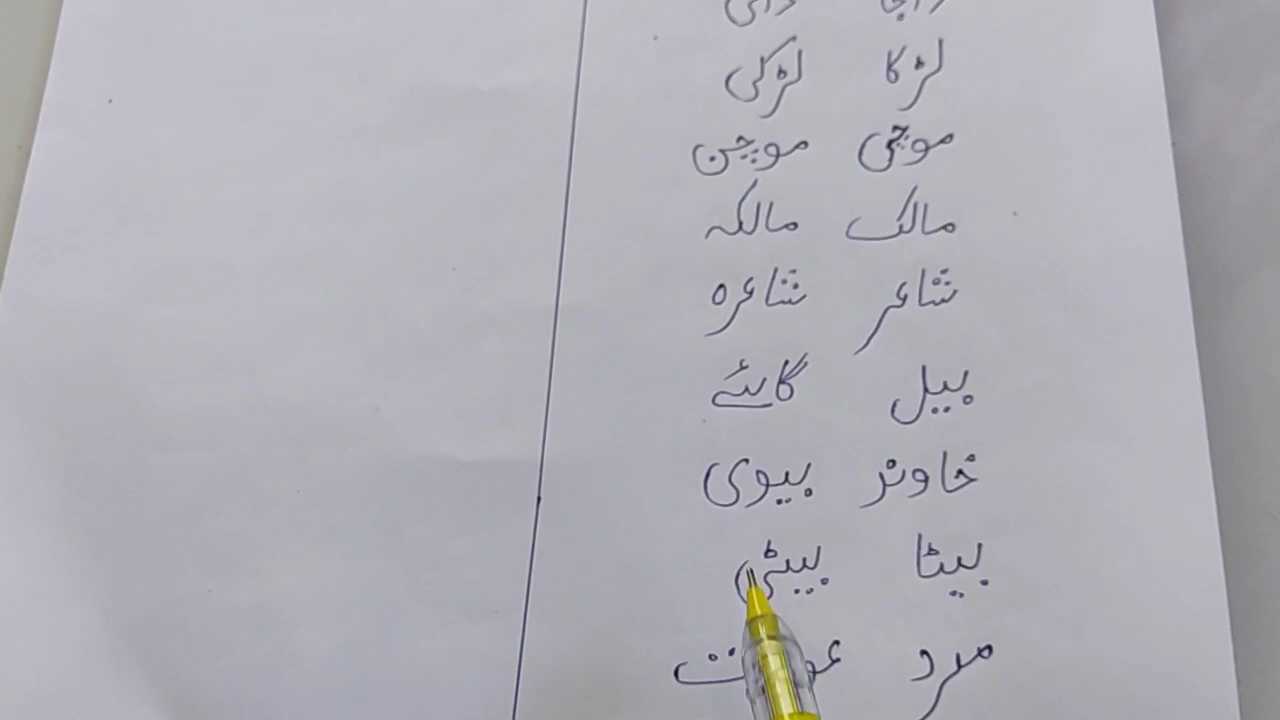 لڑکا لڑکی
موچی موچن
مالک مالکہ
شاعر شاعرہ
بیل گائے
خاوند بیوی
بیٹا بیٹی
مرد